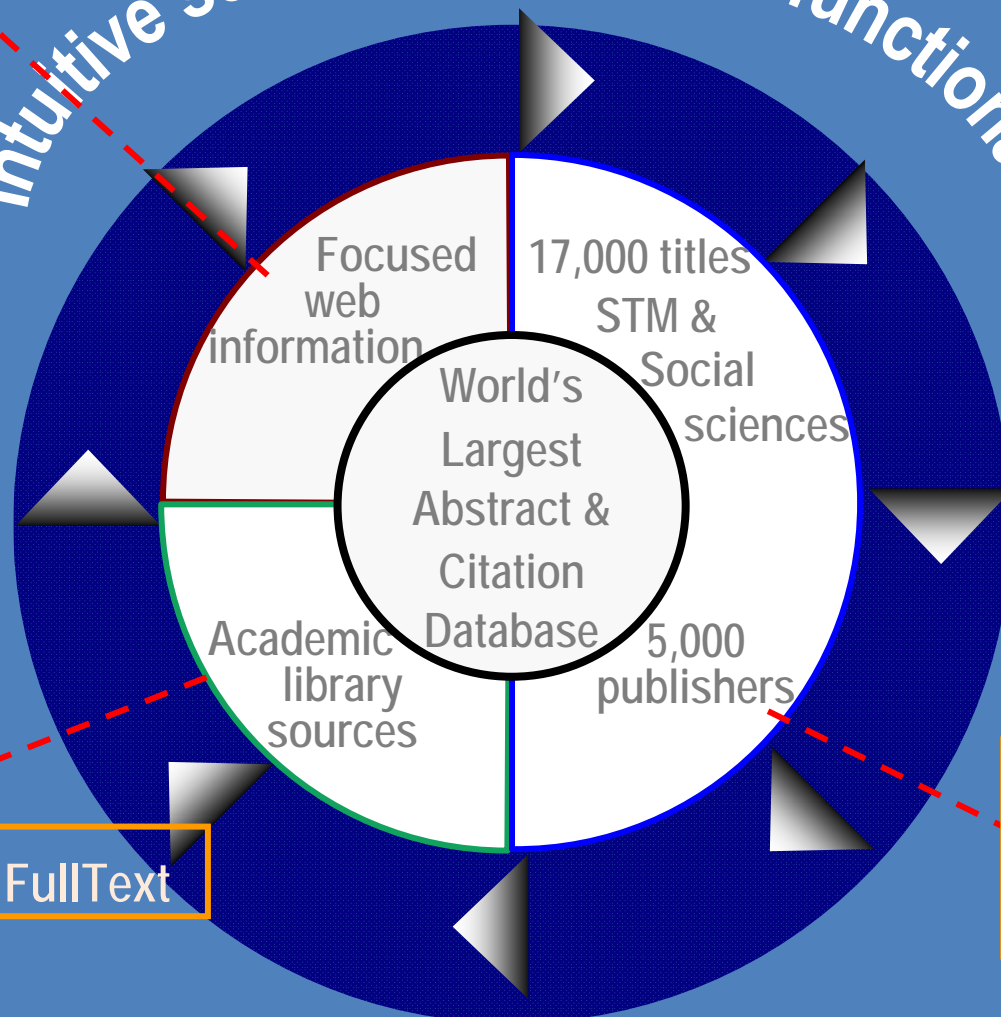 Intuitive
Focused
web
information
17,000 titles
STM &
Social
sciences
World's
Largest
Abstract &
Citation
Database
Academic
library
sources
5,000
publishers
FullText